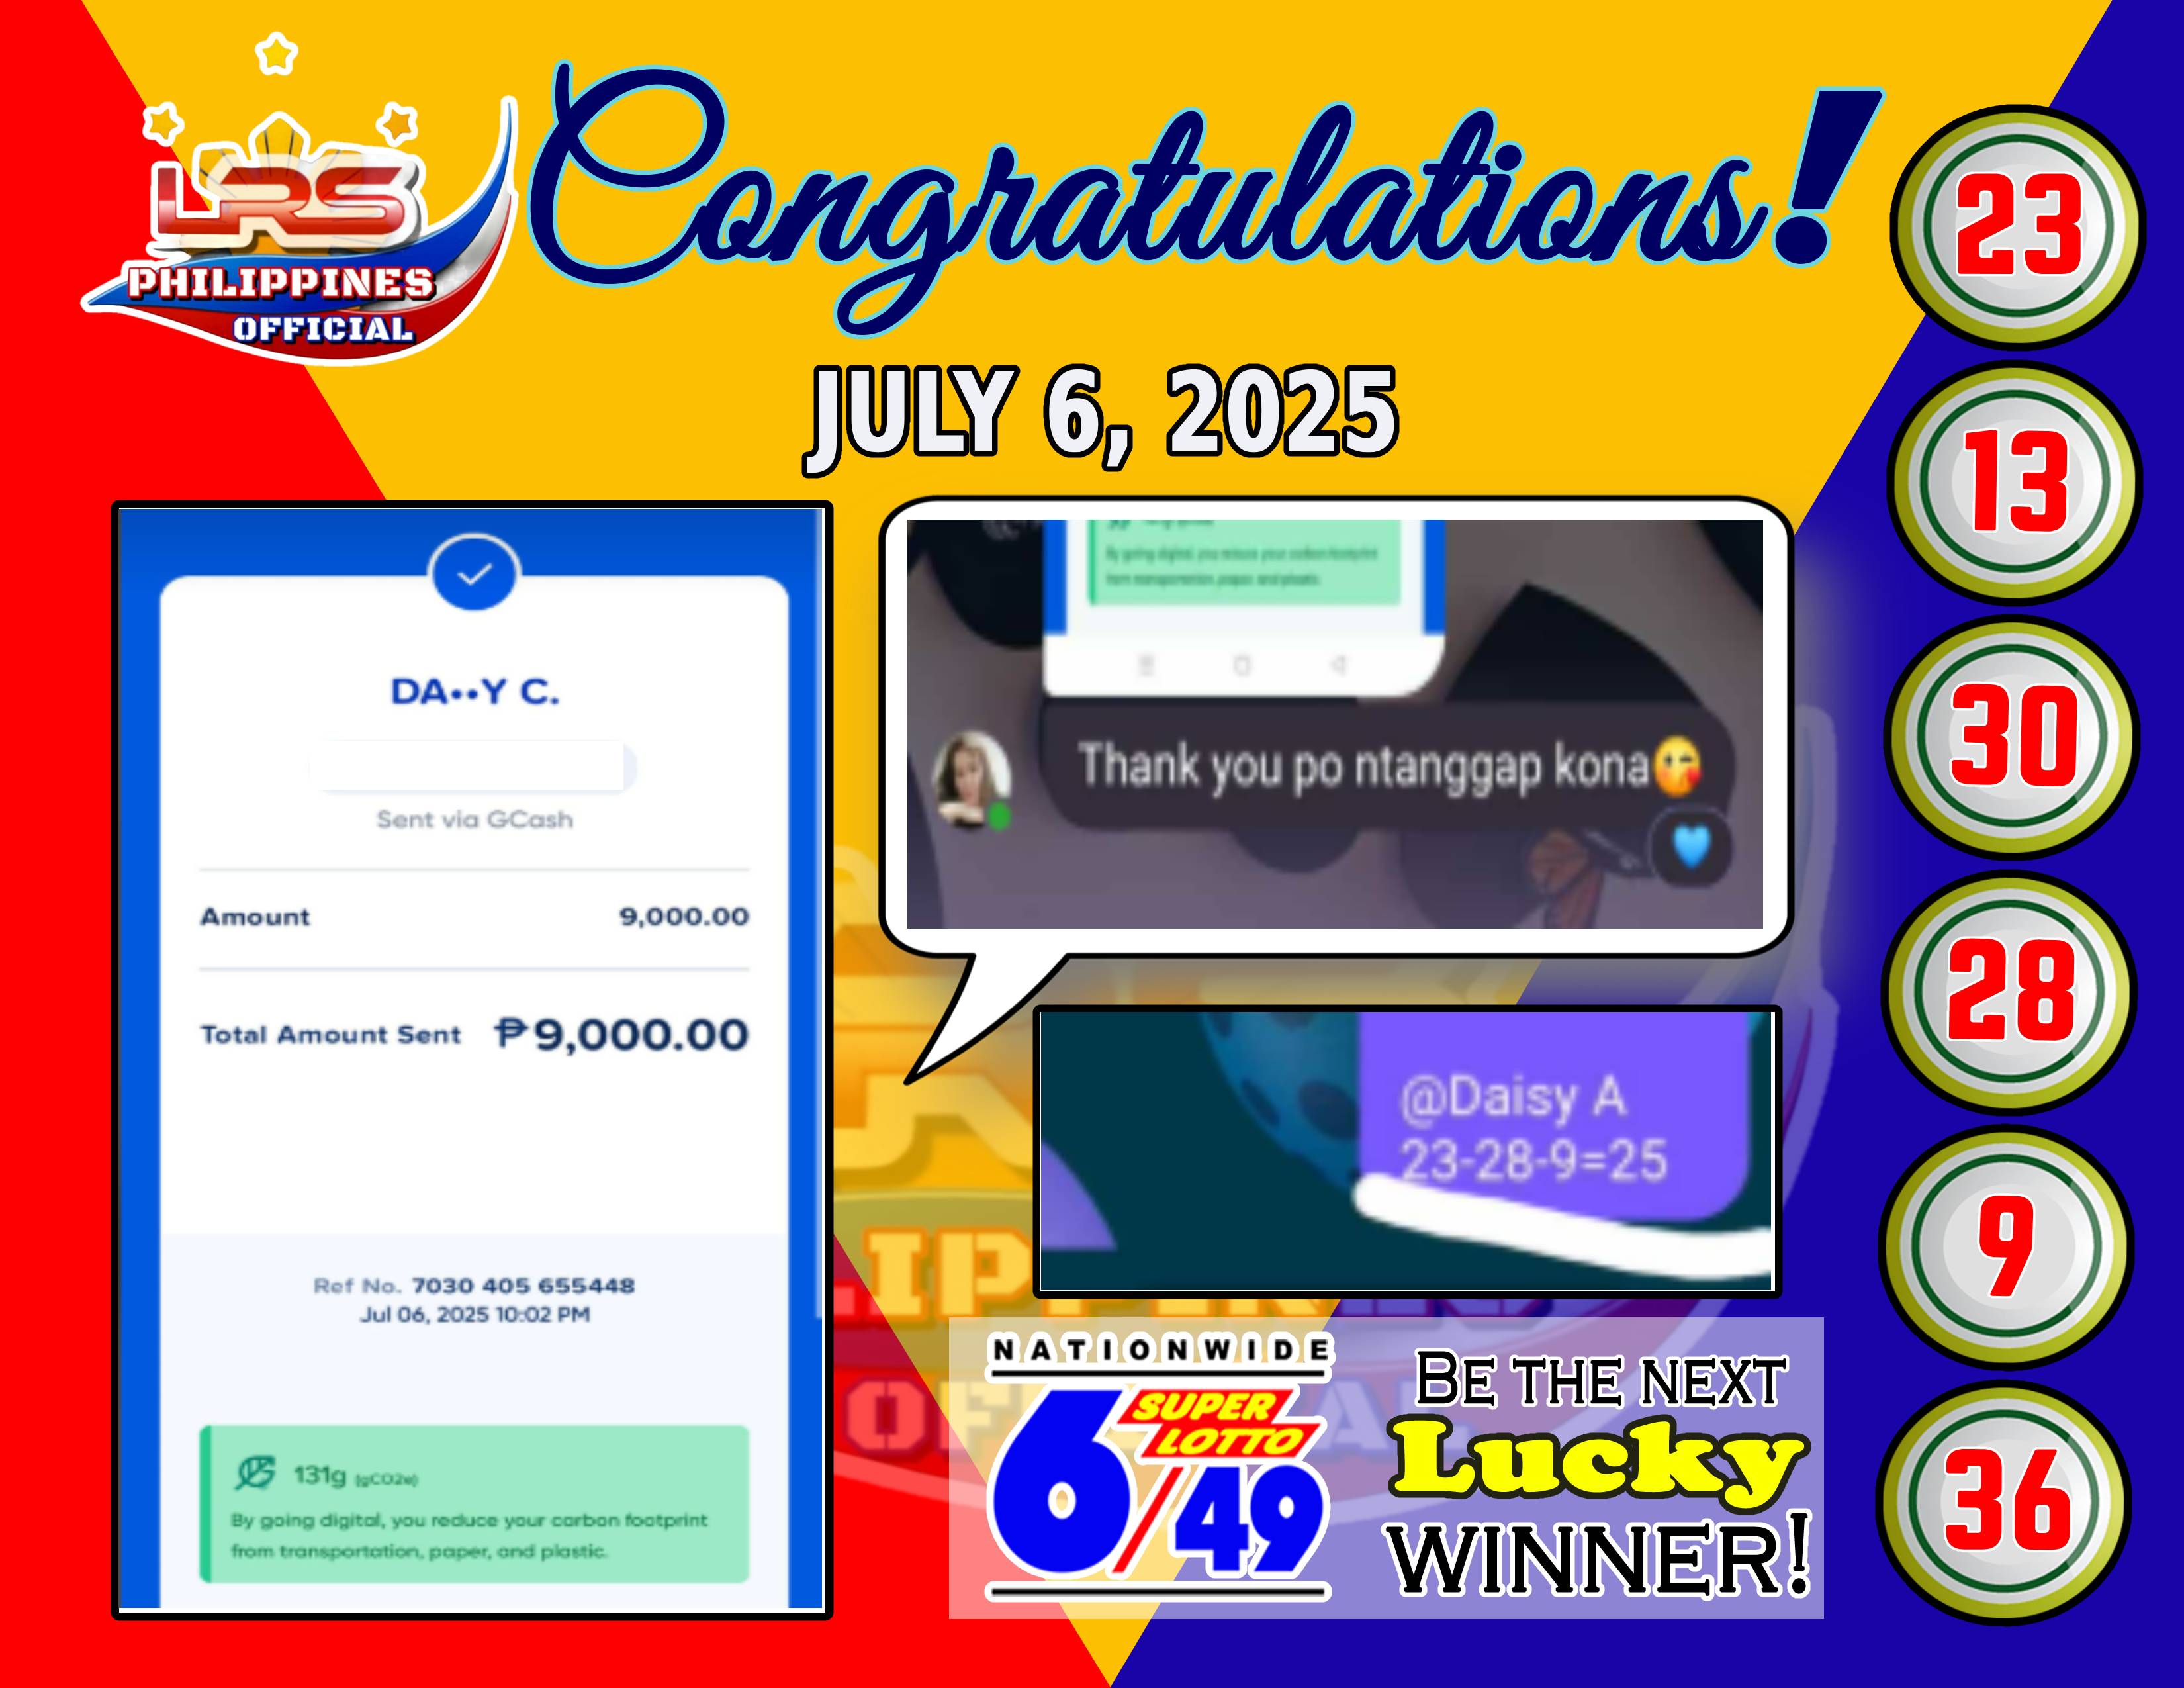 LRS
PHILIPPINES
OFFICIAL
Congratulations!
JULY 6, 2025
DA••Y C.
Sent via GCash
Amount 9,000.00
Total Amount Sent ₱9,000.00
Ref No. 7030 405 655448
Jul 06, 2025 10:02 PM
131g (gCO2e)
By going digital, you reduce your carbon footprint
from transportation, paper, and plastic.
By going digital, you reduce your carbon footprint
from transportation, paper, and plastic.
Thank you po ntanggap kona😘
@Daisy A
23-28-9=25
NATIONWIDE
SUPER
LOTTO
6/49
BE THE NEXT
Lucky
WINNER!
23
13
30
28
9
36